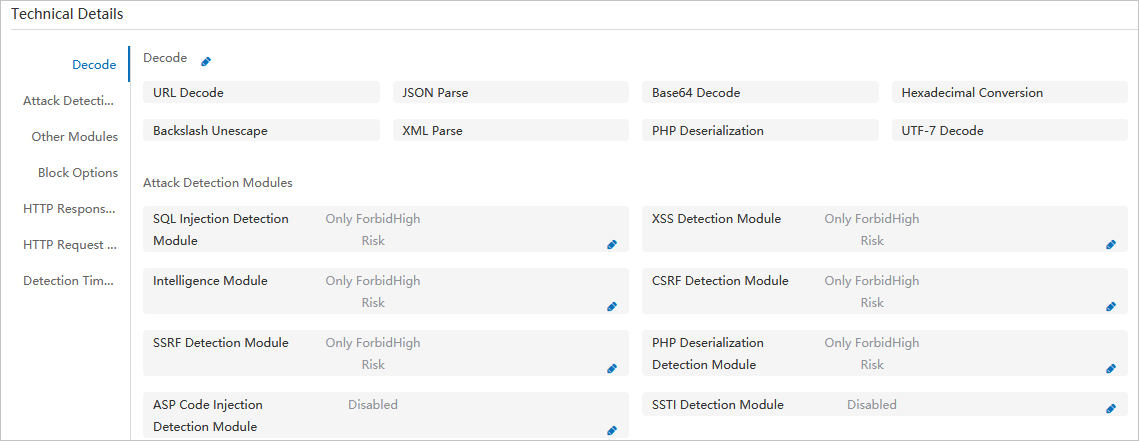 Technical Details
Decode
Attack Detecti...
Other Modules
Block Options
HTTP Respons...
HTTP Request ...
Detection Tim...
Decode
URL Decode
JSON Parse
Base64 Decode
Hexadecimal Conversion
Backslash Unescape
XML Parse
PHP Deserialization
UTF-7 Decode
Attack Detection Modules
SQL Injection Detection
Module
Only ForbidHigh
Risk
XSS Detection Module
Only ForbidHigh
Risk
Intelligence Module
Only ForbidHigh
Risk
CSRF Detection Module
Only ForbidHigh
Risk
SSRF Detection Module
Only ForbidHigh
Risk
PHP Deserialization
Detection Module
Only ForbidHigh
Risk
ASP Code Injection
Detection Module
Disabled
SSTI Detection Module
Disabled